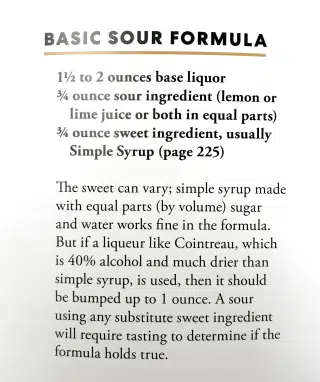 BASIC SOUR FORMULA
1½ to 2 ounces base liquor
¾ ounce sour ingredient (lemon or
lime juice or both in equal parts)
¾ ounce sweet ingredient, usually
Simple Syrup (page 225)
The sweet can vary; simple syrup made
with equal parts (by volume) sugar
and water works fine in the formula.
But if a liqueur like Cointreau, which
is 40% alcohol and much drier than
simple syrup, is used, then it should
be bumped up to 1 ounce. A sour
using any substitute sweet ingredient
will require tasting to determine if the
formula holds true.